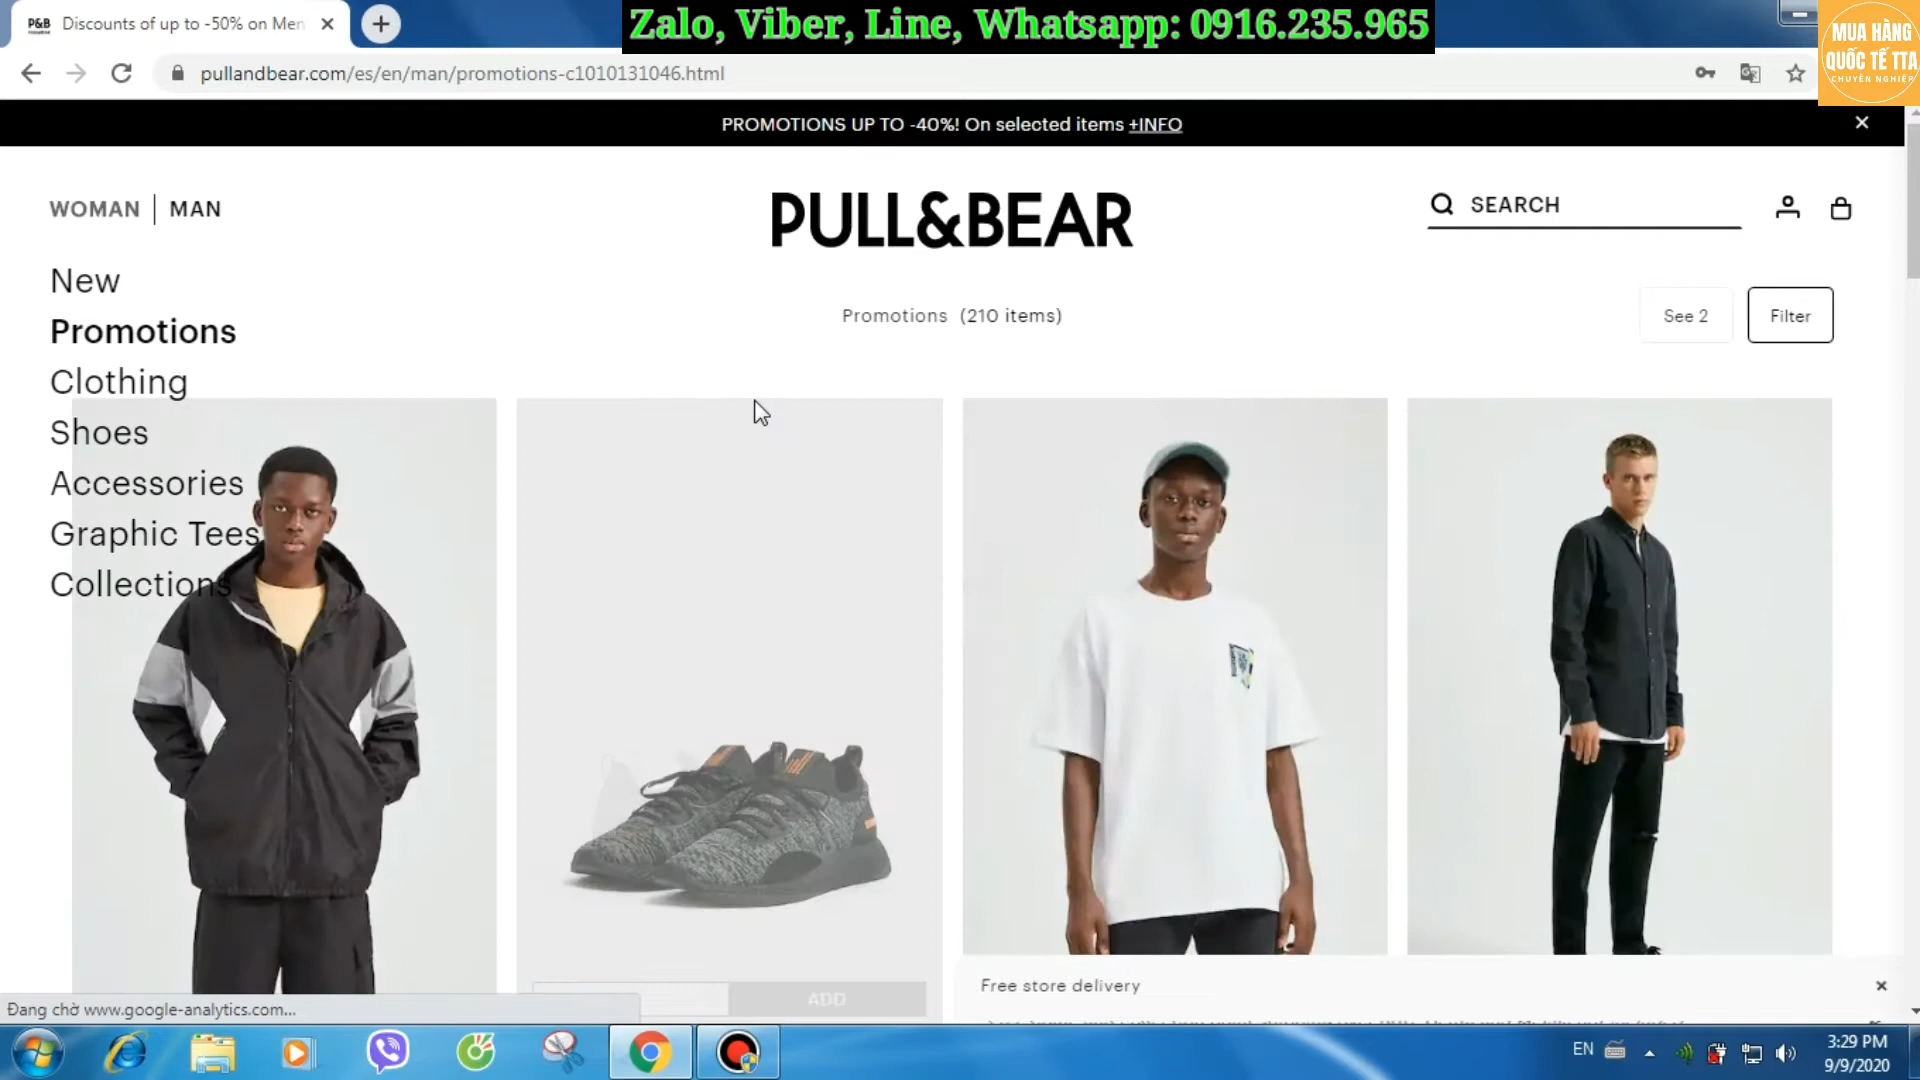 P&B Discounts of up to -50% on Men
Zalo, Viber, Line, Whatsapp: 0916.235.965
MUA HÀNG
QUỐC TẾ TTA
CHUYÊN NGHIỆP
pullandbear.com/es/en/man/promotions-c1010131046.html
PROMOTIONS UP TO -40%! On selected items +INFO
WOMAN | MAN
PULL&BEAR
SEARCH
New
Promotions
Clothing
Shoes
Accessories
Graphic Tees
Collections
Promotions (210 items)
See 2
Filter
ADD
Free store delivery
Đang chờ www.google-analytics.com...
EN
3:29 PM
9/9/2020